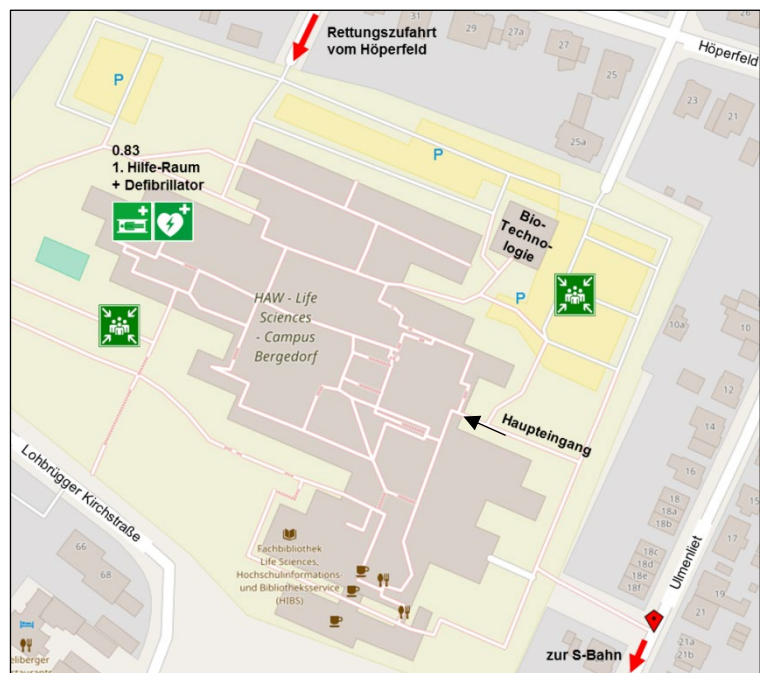 Rettungszufahrt
vom Höperfeld
26
31
29
27a
27
25
Höperfeld
23
21
25a
P
P
0.83
1. Hilfe-Raum
+ Defibrillator
Bio-
Techno-
logie
P
HAW - Life
Sciences
- Campus
Bergedorf
10a
10
12
Haupteingang
14
16
Lohbrügger Kirchstraße
18
18a
18b
15
17
66
68
Fachbibliothek
Life Sciences,
Hochschulinformations-
und Bibliotheksservice
(HIBS)
18c
18d
18e
18f
Ulmenliet
19
21
21a
21b
zur S-Bahn